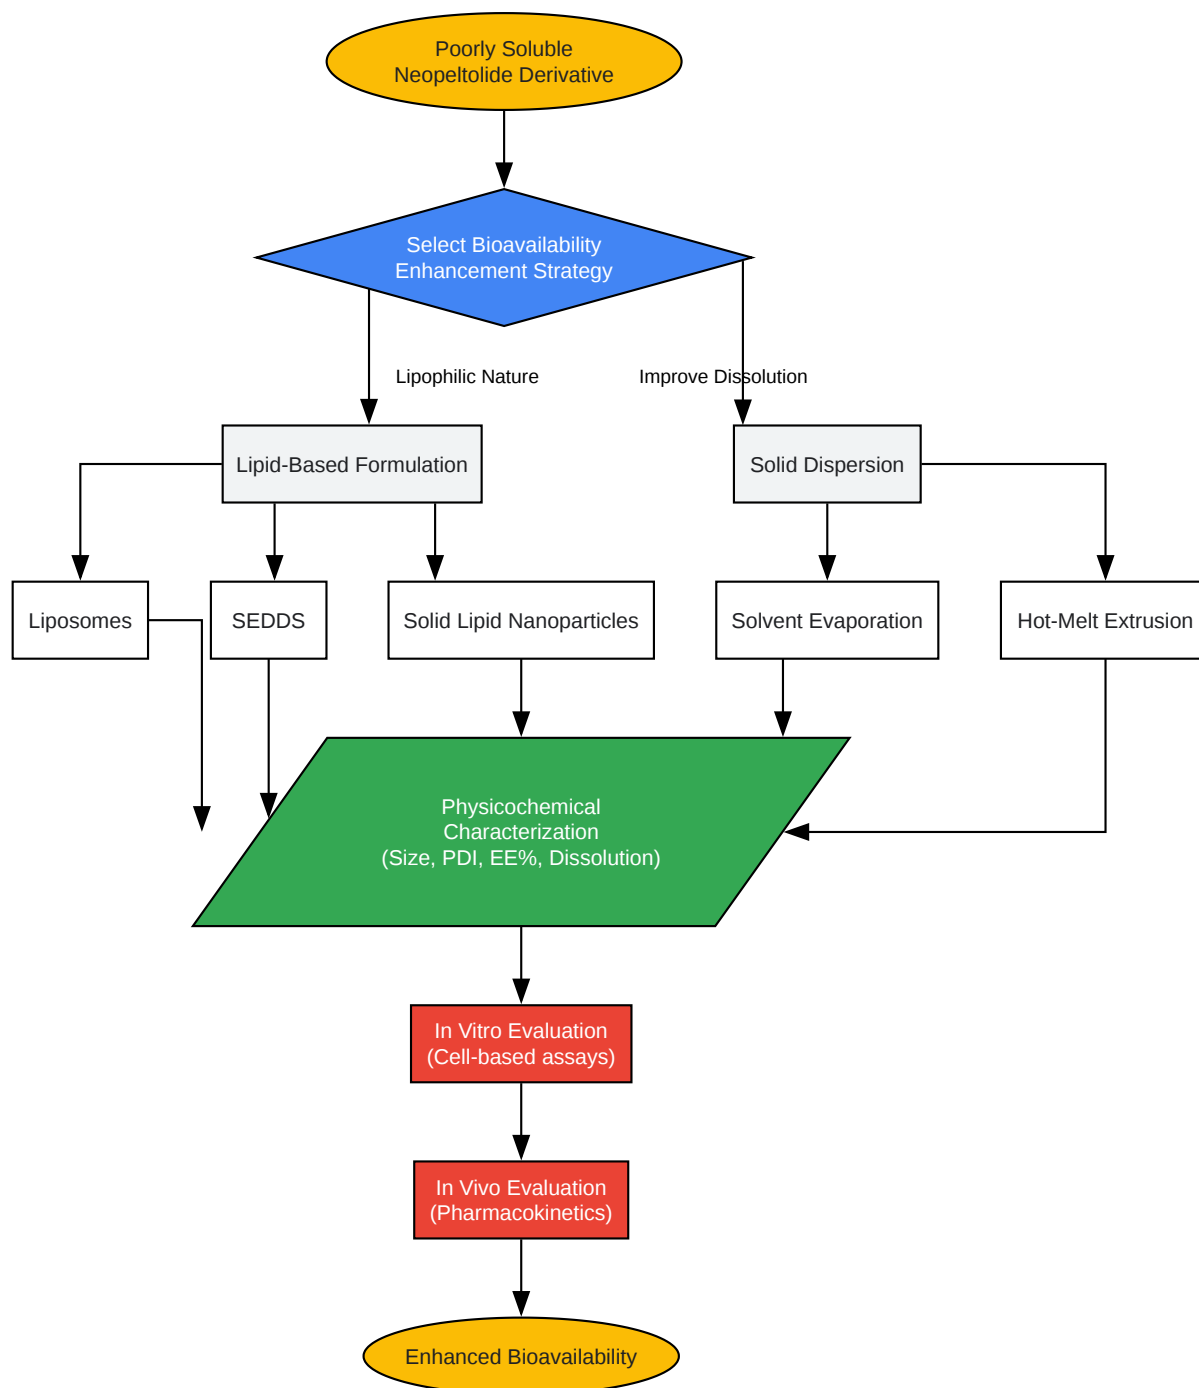 Poorly Soluble
Neopeltolide Derivative
Select Bioavailability
Enhancement Strategy
Lipophilic Nature
Improve Dissolution
Lipid-Based Formulation
Solid Dispersion
Liposomes
SEDDS
Solid Lipid Nanoparticles
Solvent Evaporation
Hot-Melt Extrusion
Physicochemical
Characterization
(Size, PDI, EE%, Dissolution)
In Vitro Evaluation
(Cell-based assays)
In Vivo Evaluation
(Pharmacokinetics)
Enhanced Bioavailability